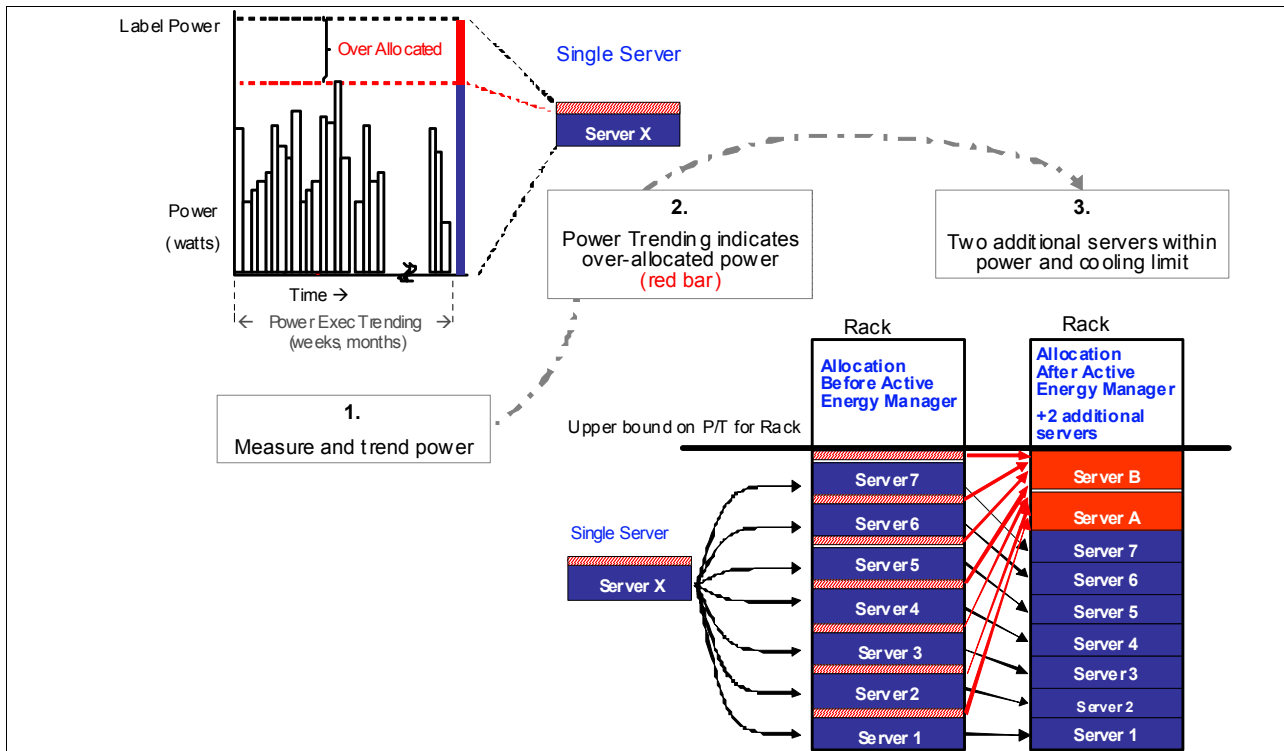 Label Power
Over Allocated
Single Server
Server X
Power
(watts)
Time →
← Power Exec Trending →
(weeks, months)
1.
Measure and trend power
2.
Power Trending indicates
over-allocated power
(red bar)
3.
Two additional servers within
power and cooling limit
Rack
Allocation
Before Active
Energy Manager
Rack
Allocation
After Active
Energy Manager
+2 additional
servers
Upper bound on P/T for Rack
Single Server
Server X
Server 7
Server 6
Server 5
Server 4
Server 3
Server 2
Server 1
Server B
Server A
Server 7
Server 6
Server 5
Server 4
Server 3
Server 2
Server 1